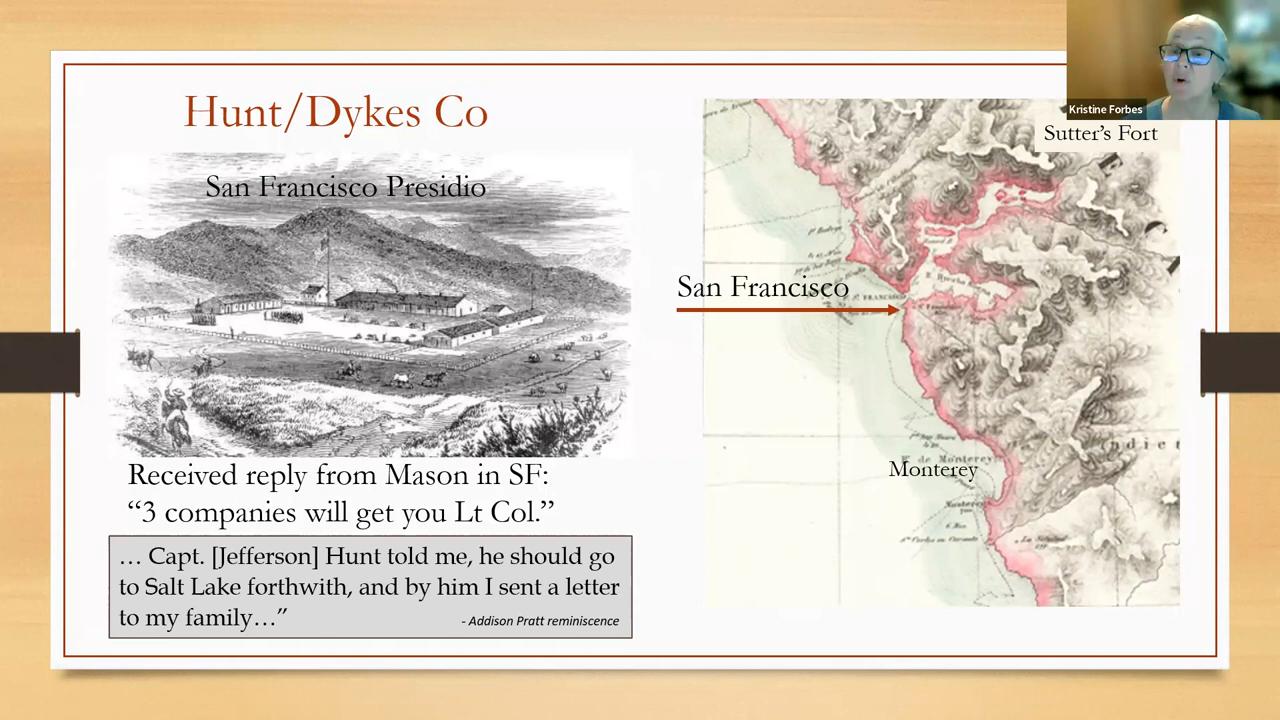 Hunt/Dykes Co
San Francisco Presidio
Received reply from Mason in SF:
“3 companies will get you Lt Col.”
… Capt. [Jefferson] Hunt told me, he should go
to Salt Lake forthwith, and by him I sent a letter
to my family…”
- Addison Pratt reminiscence
Kristine Forbes
Sutter’s Fort
San Francisco
Monterey